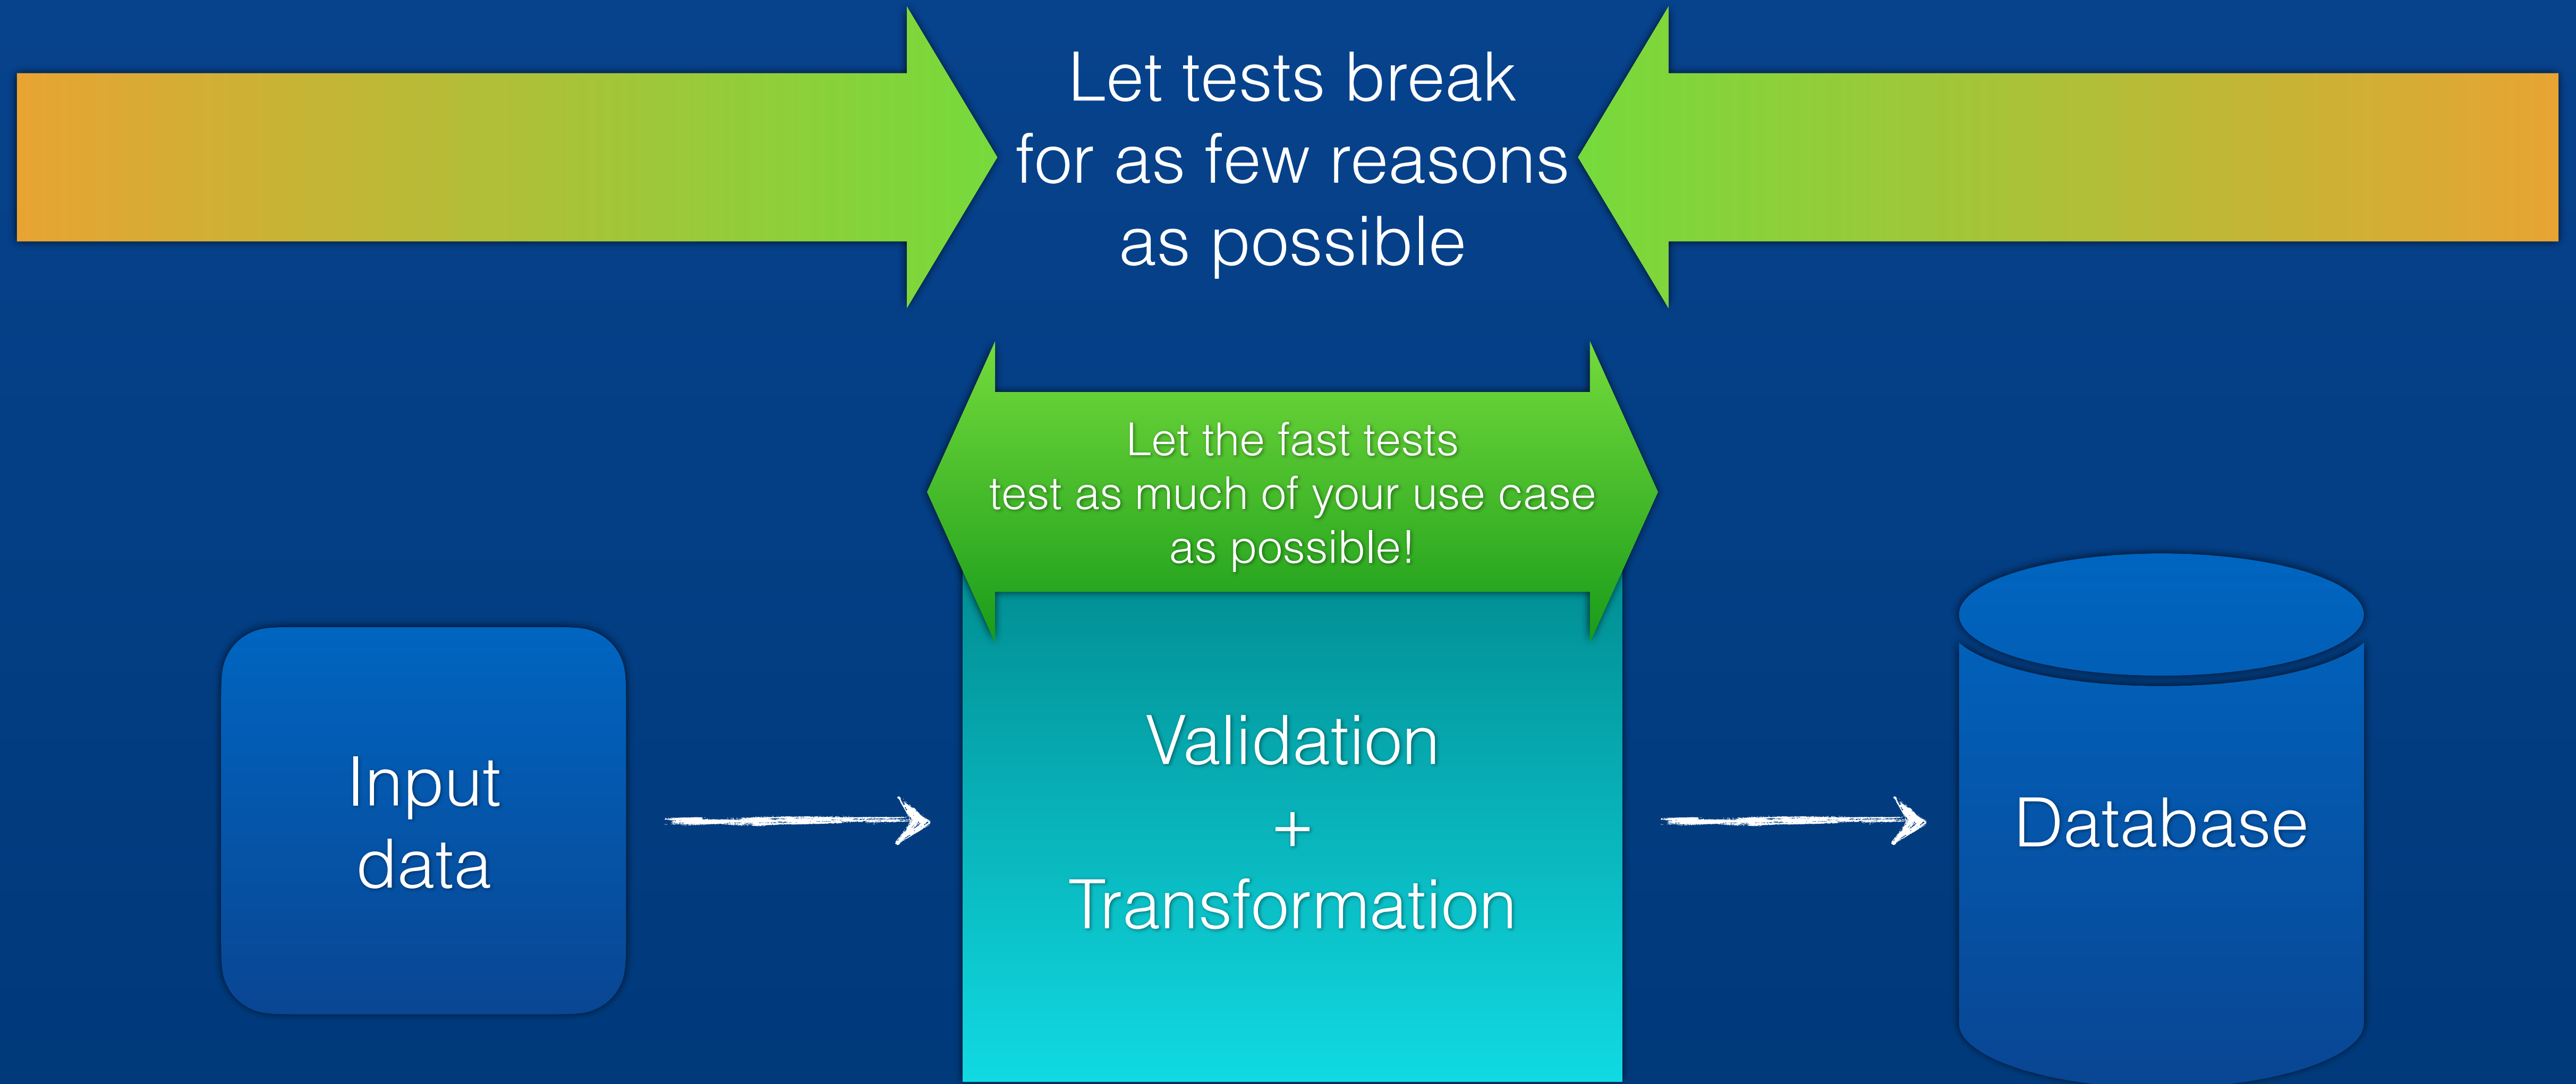 Let tests break
for as few reasons
as possible
Let the fast tests
test as much of your use case
as possible!
Input
data
Validation
+
Transformation
Database